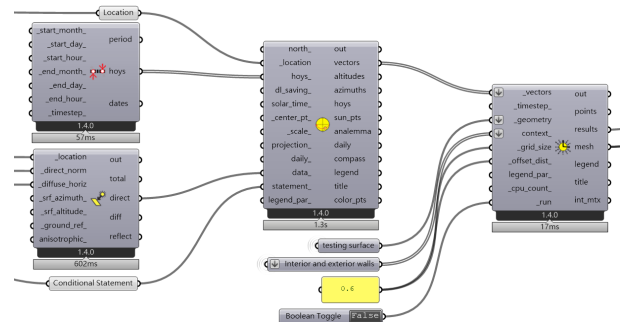 Location
_start_month_
_start_day_
_start_hour_
_end_month_
_end_day_
_end_hour_
_timestep_
period
hoys
dates
1.4.0
57ms
_location
_direct_norm
_diffuse_horiz
_srf_azimuth_
_srf_altitude_
_ground_ref_
anisotrophic_
out
total
direct
diff
reflect
1.4.0
602ms
Conditional Statement
north_
_location
hoys_
dl_saving_
solar_time_
_center_pt_
_scale_
projection_
daily_
data_
statement_
legend_par_
out
vectors
altitudes
azimuths
hoys
sun_pts
analemma
daily
compass
legend
title
color_pts
1.4.0
1.3s
testing surface
Interior and exterior walls
0.6
Boolean Toggle False
_vectors
_timestep_
_geometry
context_
_grid_size
_offset_dist_
legend_par_
_cpu_count_
_run
out
points
results
mesh
legend
title
int_mtx
1.4.0
17ms